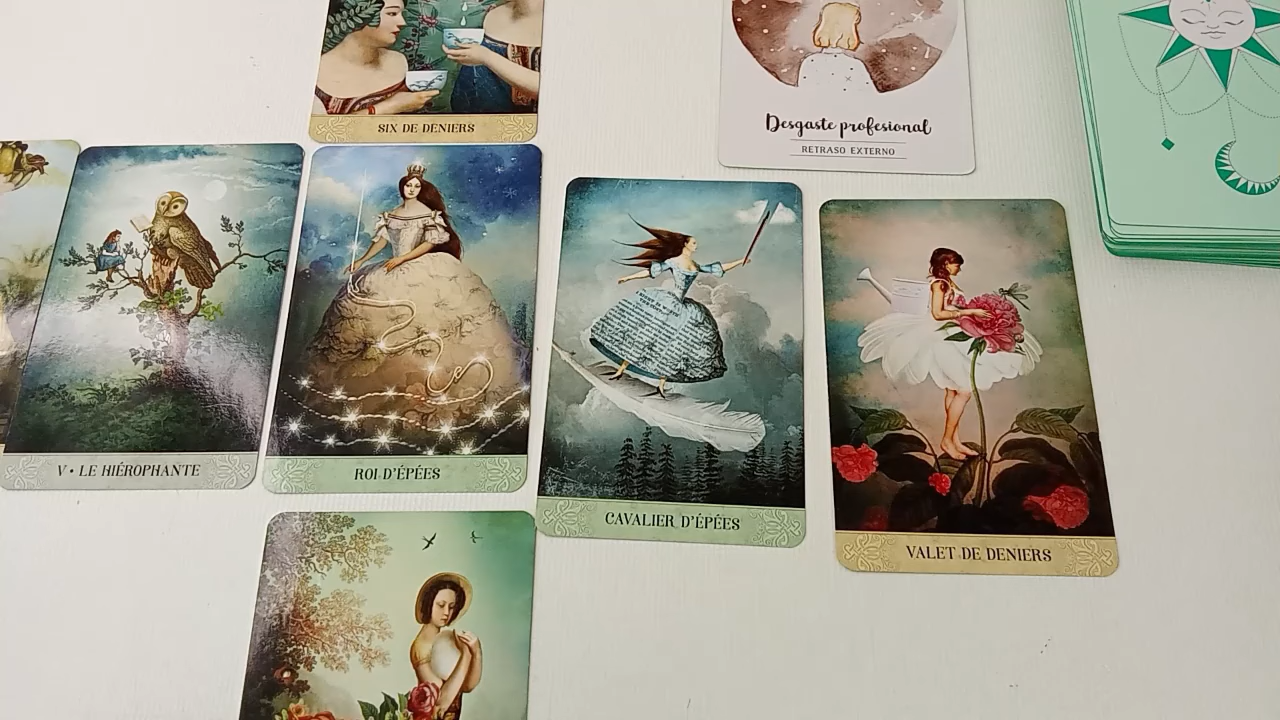 SIX DE DENIERS
Desgaste profesional
RETRASO EXTERNO
V • LE HIÉROPHANTE
ROI D'ÉPÉES
CAVALIER D'ÉPÉES
VALET DE DENIERS